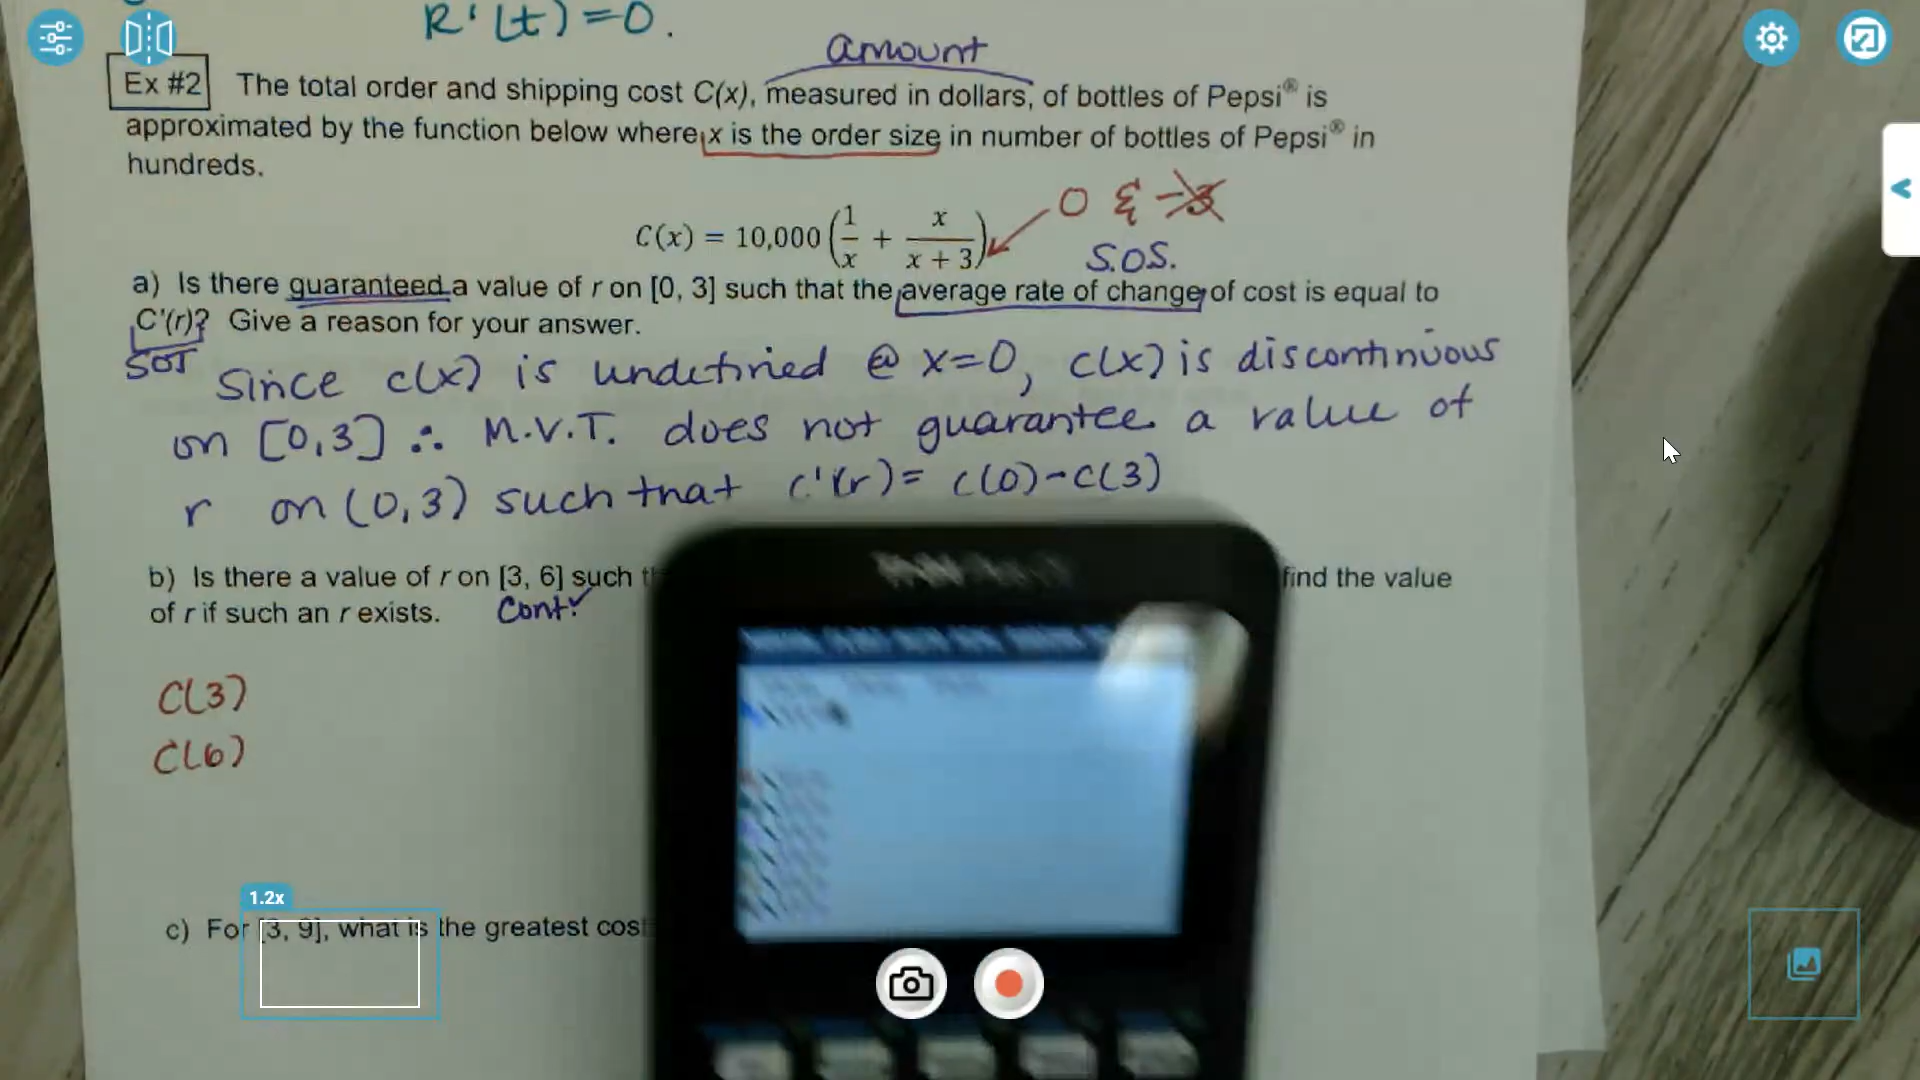 R'(t)=0.
amount
Ex #2 The total order and shipping cost C(x), measured in dollars, of bottles of Pepsi® is
approximated by the function below where x is the order size in number of bottles of Pepsi® in
hundreds.
0 & -3
C(x) = 10,000 (1/x + x/(x + 3))
S.O.S.
a) Is there guaranteed a value of r on [0, 3] such that the average rate of change of cost is equal to
C'(r)? Give a reason for your answer.
SOT
Since c(x) is undefined @ x=0, c(x) is discontinuous
on [0,3] ∴ M.V.T. does not guarantee a value of
r on (0,3) such that c'(r)= c(0)-c(3)
b) Is there a value of r on [3, 6] such find the value
of r if such an r exists. Cont.✓
C(3)
C(6)
1.2x
c) For [3, 9], what is the greatest cost